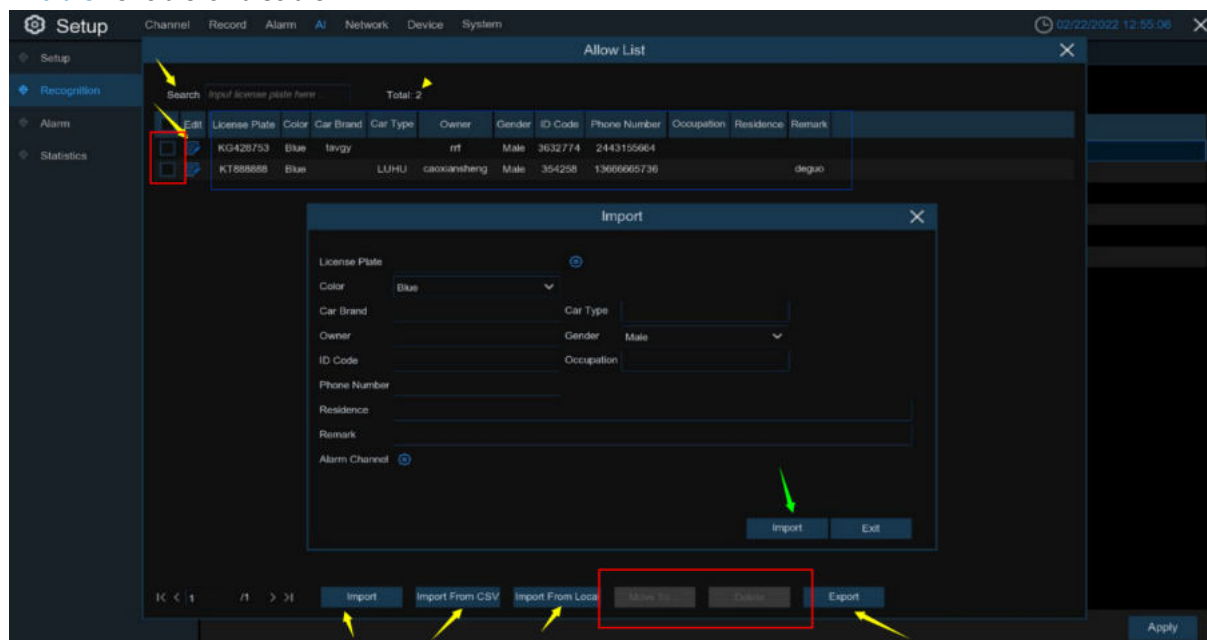 Setup Channel Record Alarm AI Network Device System 02/22/2022 12:55:06
Allow List
Setup
Recognition
Alarm
Statistics
Search Input license plate here ... Total: 2
Edit License Plate Color Car Brand Car Type Owner Gender ID Code Phone Number Occupation Residence Remark
KG428753 Blue tavgy rrf Male 3632774 2443155664
KT888888 Blue LUHU caoxiansheng Male 354258 13666665736 deguo
Import
License Plate
Color Blue
Car Brand Car Type
Owner Gender Male
ID Code Occupation
Phone Number
Residence
Remark
Alarm Channel
Import Exit
1 /1 Import Import From CSV Import From Local Move To ... Delete Export
Apply